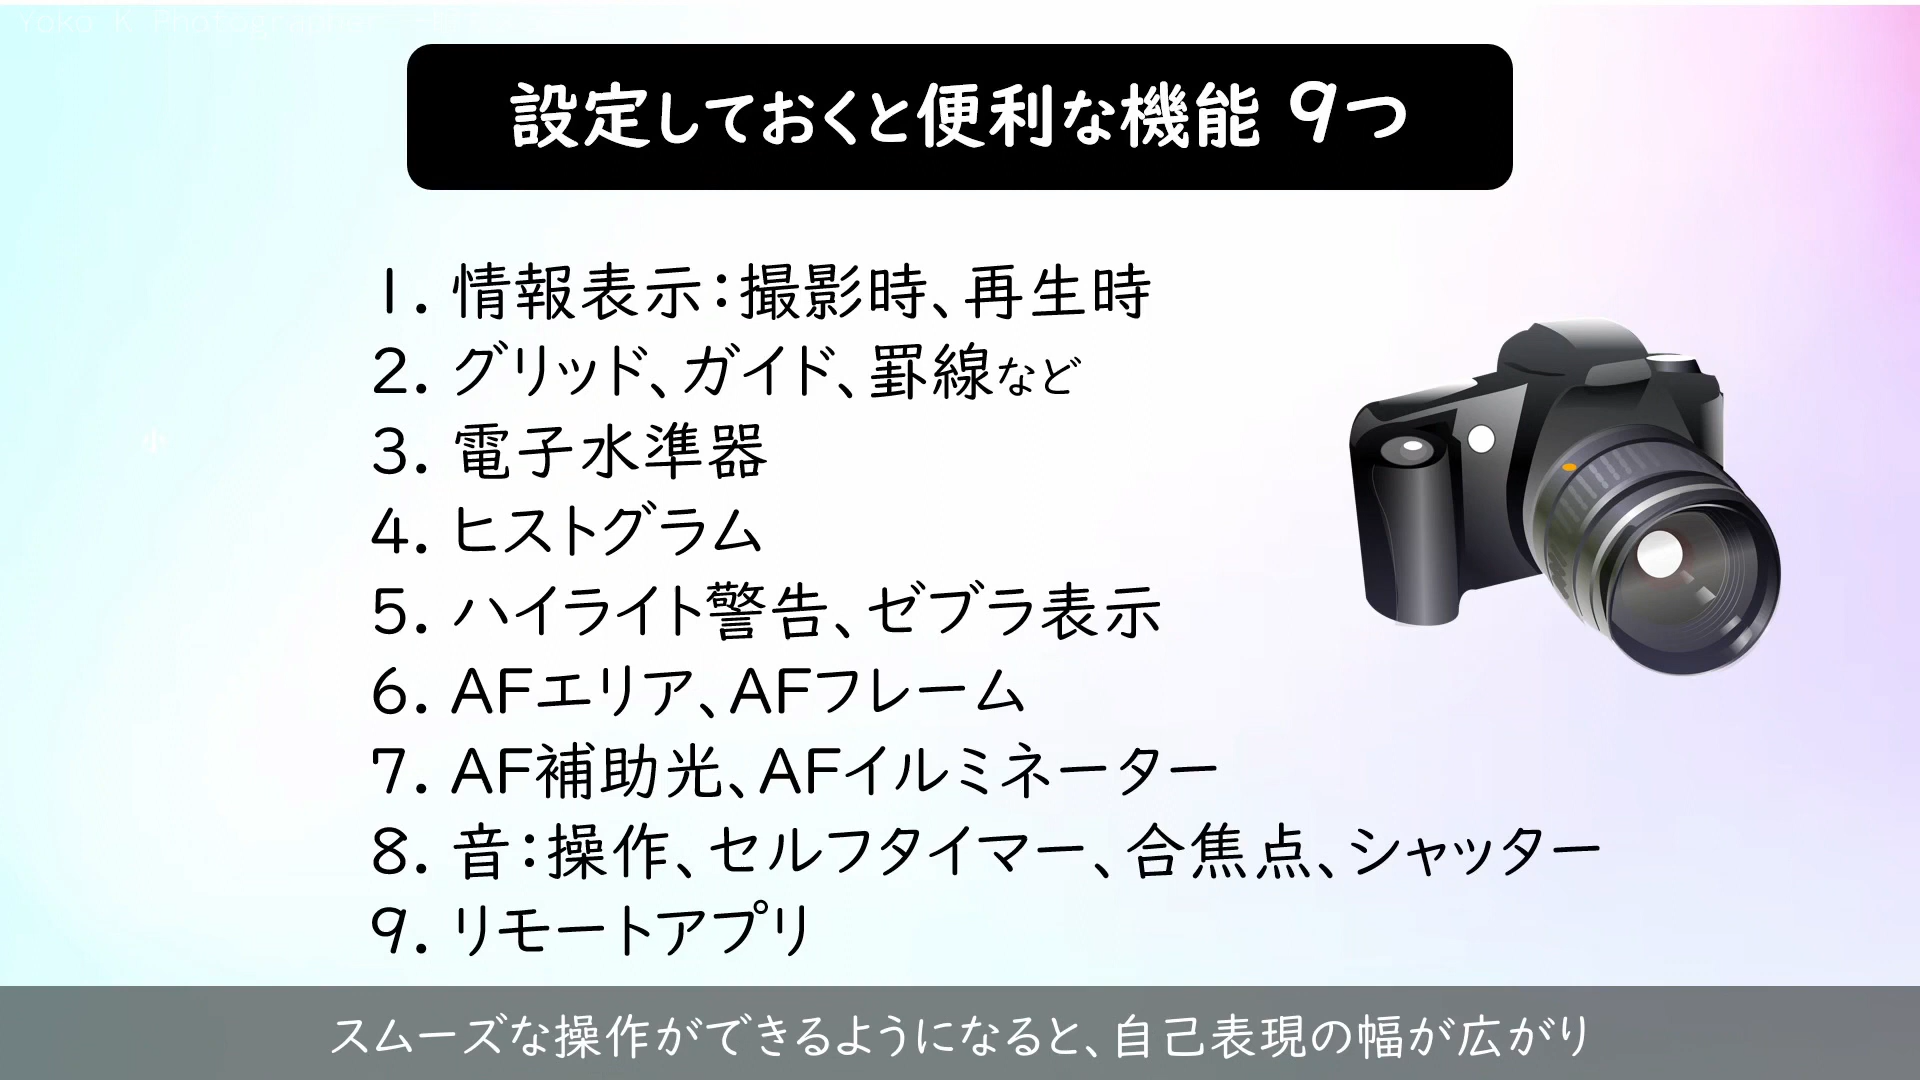 Yoko K Photographer
設定しておくと便利な機能 9つ
1. 情報表示：撮影時、再生時
2. グリッド、ガイド、罫線など
3. 電子水準器
4. ヒストグラム
5. ハイライト警告、ゼブラ表示
6. AFエリア、AFフレーム
7. AF補助光、AFイルミネーター
8. 音：操作、セルフタイマー、合焦点、シャッター
9. リモートアプリ
スムーズな操作ができるようになると、自己表現の幅が広がり